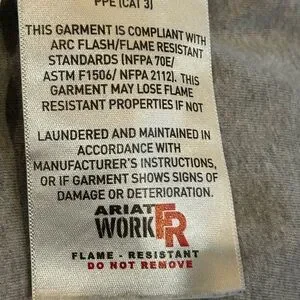 PPE (CAT 3)
THIS GARMENT IS COMPLIANT WITH
ARC FLASH/FLAME RESISTANT
STANDARDS (NFPA 70E/
ASTM F1506/ NFPA 2112). THIS
GARMENT MAY LOSE FLAME
RESISTANT PROPERTIES IF NOT
LAUNDERED AND MAINTAINED IN
ACCORDANCE WITH
MANUFACTURER'S INSTRUCTIONS,
OR IF GARMENT SHOWS SIGNS OF
DAMAGE OR DETERIORATION.
ARIAT
WORK FR
FLAME - RESISTANT
DO NOT REMOVE